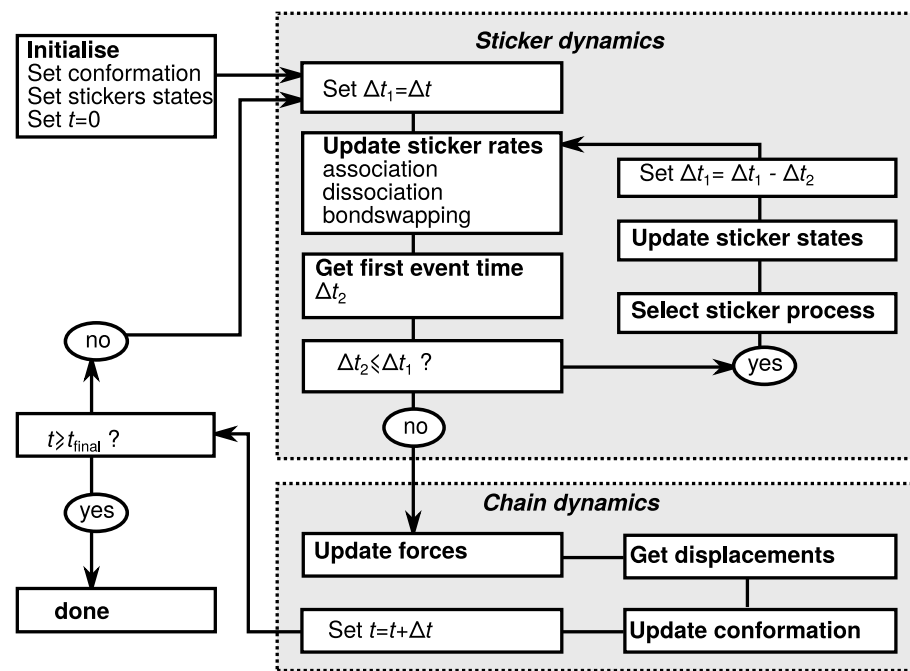 Initialise
Set conformation
Set stickers states
Set t=0
Sticker dynamics
Set Δt₁=Δt
Update sticker rates
association
dissociation
bondswapping
Get first event time
Δt₂
Δt₂⩽Δt₁ ?
yes
Select sticker process
Update sticker states
Set Δt₁= Δt₁ - Δt₂
no
Chain dynamics
Update forces
Get displacements
Update conformation
Set t=t+Δt
t⩾t_final ?
no
yes
done